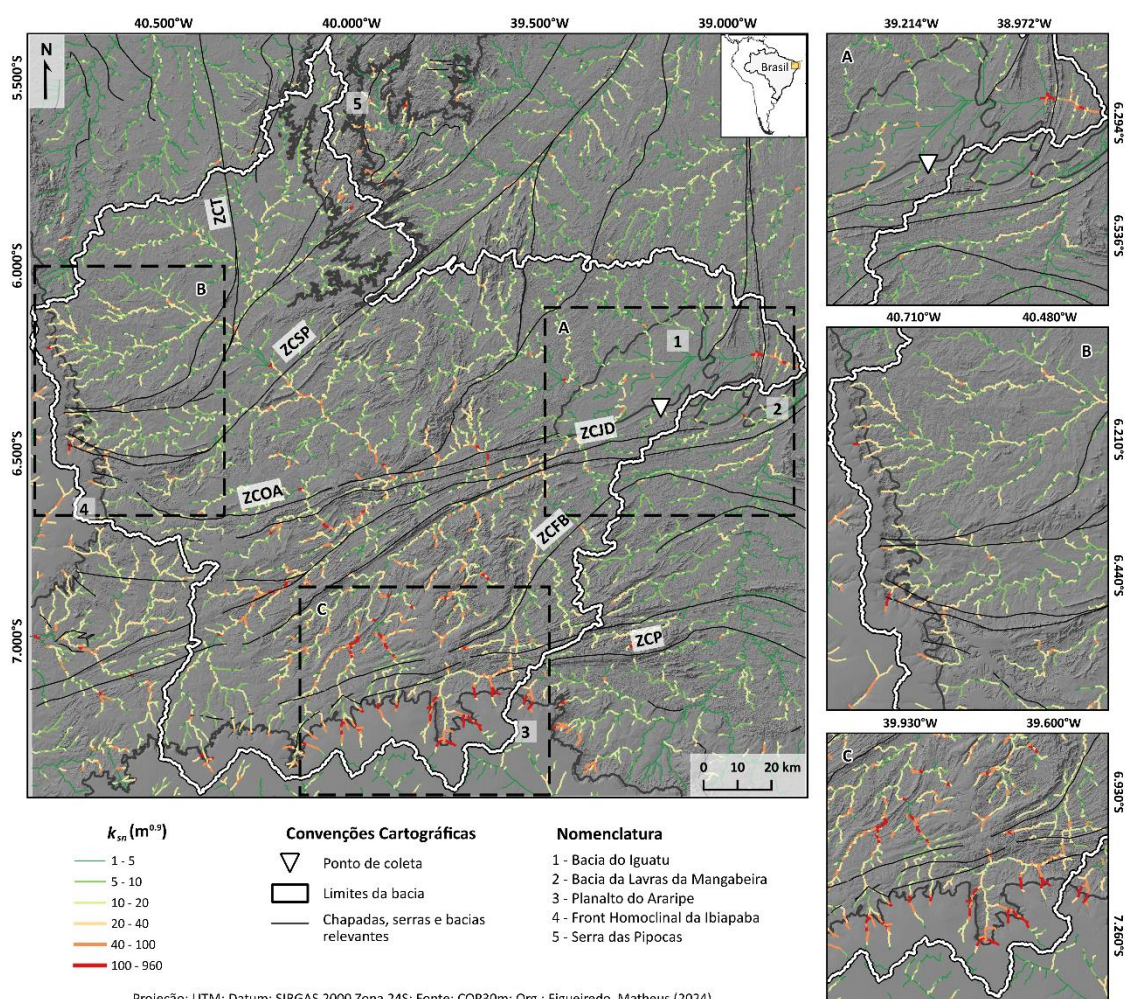 40.500°W 40.000°W 39.500°W 39.000°W
N
Brasil
5.500°S
6.000°S
6.500°S
7.000°S
5
ZCT
B
ZCSP
A
1
2
ZCJD
ZCOA
4
ZCFB
C
ZCP
3
0 10 20 km
39.214°W 38.972°W
A
6.294°S
6.536°S
40.710°W 40.480°W
B
6.210°S
6.440°S
39.930°W 39.600°W
C
6.930°S
7.260°S
ksn (m0.9)
1 - 5
5 - 10
10 - 20
20 - 40
40 - 100
100 - 960
Convenções Cartográficas
Ponto de coleta
Limites da bacia
Chapadas, serras e bacias
relevantes
Nomenclatura
1 - Bacia do Iguatu
2 - Bacia da Lavras da Mangabeira
3 - Planalto do Araripe
4 - Front Homoclinal da Ibiapaba
5 - Serra das Pipocas
Projeção: UTM; Datum: SIRGAS 2000 Zona 24S; Fonte: COP30m; Org.: Figueiredo, Matheus (2024)